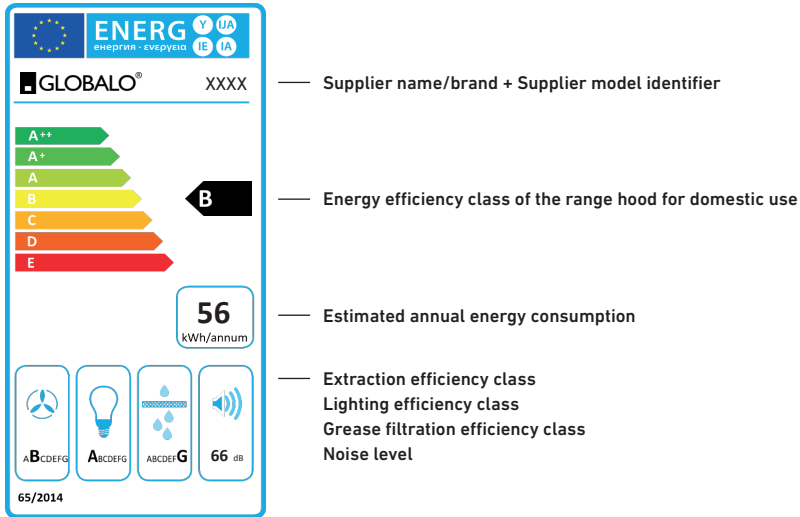 ENERG Y IJA
енергия · ενεργεια IE IA
GLOBALO® XXXX
Supplier name/brand + Supplier model identifier
A++
A+
A
B
C
D
E
B
Energy efficiency class of the range hood for domestic use
56
kWh/annum
Estimated annual energy consumption
Extraction efficiency class
Lighting efficiency class
Grease filtration efficiency class
Noise level
ABCDEFG
ABCDEFG
ABCDEFG
66 dB
65/2014